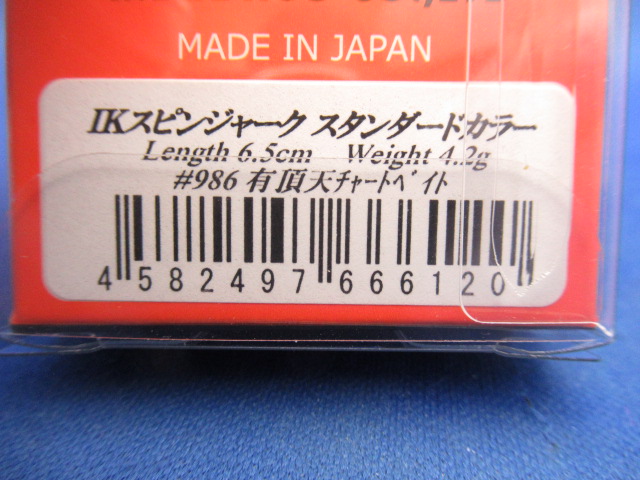 MADE IN JAPAN
IKスピンジャーク スタンダードカラー
Length 6.5cm Weight 4.2g
#986 有頂天ﾁｬｰﾄﾍﾞｲﾄ
4 582497 666120